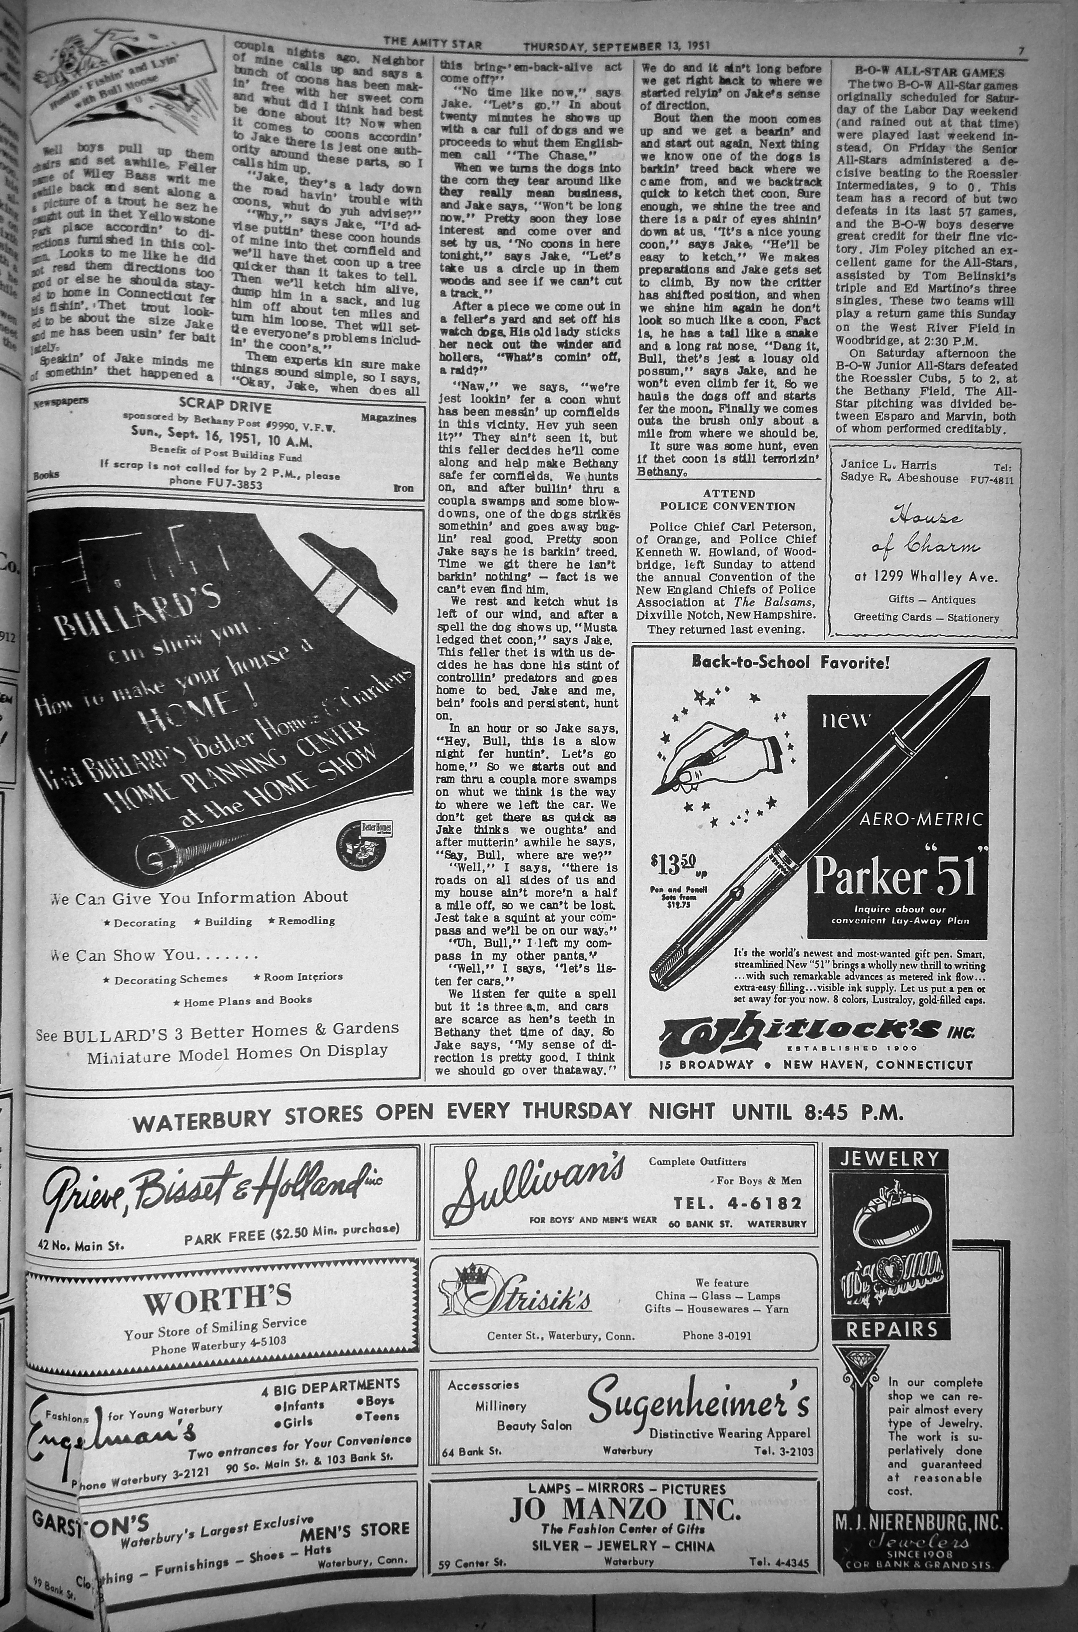 THE AMITY STAR THURSDAY, SEPTEMBER 13, 1951
7
Huntin' Fishin' and Lyin'
with Bull Moose
Well boys pull up them
chairs and set awhile. Feller
name of Wiley Bass writ me
awhile back and sent along a
a picture of a trout he sez he
caught out in thet Yellowstone
Park place accordin' to di-
rections furnished in this col-
umn. Looks to me like he did
not read them directions too
good or else he shoulda stay-
ed to home in Connecticut fer
his fishin'. Thet trout look-
ed to be about the size Jake
and me has been usin' fer bait
lately.
Speakin' of Jake minds me
of somethin' thet happened a
coupla nights ago. Neighbor
of mine calls up and says a
bunch of coons has been mak-
in' free with her sweet corn
and whut did I think had best
be done about it? Now when
it comes to coons accordin'
to Jake there is jest one auth-
ority around these parts, so I
calls him up.
"Jake, they's a lady down
the road havin' trouble with
coons, what do yuh advise?"
"Why," says Jake, "I'd ad-
vise puttin' these coon hounds
of mine into thet cornfield and
we'll have thet coon up a tree
quicker than it takes to tell.
Then we'll ketch him alive,
dump him in a sack, and lug
him off about ten miles and
turn him loose. Thet will set-
tle everyone's problems includ-
in' the coon's."
Them experts kin sure make
things sound simple, so I says,
"Okay, Jake, when does all
this bring-'em-back-alive act
come off?"
"No time like now," says
Jake. "Let's go." In about
twenty minutes he shows up
with a car full of dogs and we
proceeds to whut them English-
men call "The Chase."
When we turns the dogs into
the corn they tear around like
they really mean business,
and Jake says, "Won't be long
now." Pretty soon they lose
interest and come over and
set by us. "No coons in here
tonight," says Jake. "Let's
take us a circle up in them
woods and see if we can't cut
a track."
After a piece we come out in
a feller's yard and set off his
watch dogs. His old lady sticks
her neck out the winder and
hollers, "What's comin' off,
a raid?"
"Naw," we says, "we're
jest lookin' fer a coon what
has been messin' up cornfields
in this vicinty. Hev yuh seen
it?" They ain't seen it, but
this feller decides he'll come
along and help make Bethany
safe fer cornfields. We hunts
on, and after bullin' thru a
coupla swamps and some blow-
downs, one of the dogs strikes
somethin' and goes away bug-
lin' real good. Pretty soon
Jake says he is barkin' treed.
Time we git there he isn't
barkin' nothing' — fact is we
can't even find him.
We rest and ketch whut is
left of our wind, and after a
spell the dog shows up. "Musta
ledged thet coon," says Jake.
This feller thet is with us de-
cides he has done his stint of
controllin' predators and goes
home to bed. Jake and me,
bein' fools and persistent, hunt
on.
In an hour or so Jake says,
"Hey, Bull, this is a slow
night fer huntin'. Let's go
home." So we starts out and
ram thru a coupla more swamps
on whut we think is the way
to where we left the car. We
don't get there as quick as
Jake thinks we oughta' and
after mutterin' awhile he says,
"Say, Bull, where are we?"
"Well," I says, "there is
roads on all sides of us and
my house ain't more'n a half
a mile off, so we can't be lost.
Jest take a squint at your com-
pass and we'll be on our way."
"Uh, Bull," I left my com-
pass in my other pants."
"Well," I says, "let's lis-
ten fer cars."
We listen fer quite a spell
but it is three a.m. and cars
are scarce as hen's teeth in
Bethany thet time of day. So
Jake says, "My sense of di-
rection is pretty good. I think
we should go over thataway."
We do and it ain't long before
we get right back to where we
started relyin' on Jake's sense
of direction.
Bout then the moon comes
up and we get a bearin' and
and start out again. Next thing
we know one of the dogs is
barkin' treed back where we
came from, and we backtrack
quick to ketch thet coon. Sure
enough, we shine the tree and
there is a pair of eyes shinin'
down at us. "It's a nice young
coon," says Jake, "He'll be
easy to ketch." We makes
preparations and Jake gets set
to climb. By now the critter
has shifted position, and when
we shine him again he don't
look so much like a coon. Fact
is, he has a tail like a snake
and a long rat nose. "Dang it,
Bull, thet's jest a lousy old
possum," says Jake, and he
won't even climb fer it. So we
hauls the dogs off and starts
fer the moon. Finally we comes
outa the brush only about a
mile from where we should be.
It sure was some hunt, even
if thet coon is still terrorizin'
Bethany.
ATTEND
POLICE CONVENTION
Police Chief Carl Peterson,
of Orange, and Police Chief
Kenneth W. Howland, of Wood-
bridge, left Sunday to attend
the annual Convention of the
New England Chiefs of Police
Association at The Balsams,
Dixville Notch, New Hampshire.
They returned last evening.
B-O-W ALL-STAR GAMES
The two B-O-W All-Star games
originally scheduled for Satur-
day of the Labor Day weekend
(and rained out at that time)
were played last weekend in-
stead. On Friday the Senior
All-Stars administered a de-
cisive beating to the Roessler
Intermediates, 9 to 0. This
team has a record of but two
defeats in its last 57 games,
and the B-O-W boys deserve
great credit for their fine vic-
tory. Jim Foley pitched an ex-
cellent game for the All-Stars,
assisted by Tom Belinski's
triple and Ed Martino's three
singles. These two teams will
play a return game this Sunday
on the West River Field in
Woodbridge, at 2:30 P.M.
On Saturday afternoon the
B-O-W Junior All-Stars defeated
the Roessler Cubs, 5 to 2, at
the Bethany Field. The All-
Star pitching was divided be-
tween Esparo and Marvin, both
of whom performed creditably.
Newspapers
SCRAP DRIVE
Magazines
sponsored by Bethany Post #9990, V.F.W.
Sun., Sept. 16, 1951, 10 A.M.
Benefit of Post Building Fund
If scrap is not called for by 2 P.M., please
phone FU7-3853
Books
Iron
Janice L. Harris Tel:
Sadye R. Abeshouse FU7-4811
House
of Charm
at 1299 Whalley Ave.
Gifts — Antiques
Greeting Cards — Stationery
BULLARD'S
can show you
How to make your house a
HOME!
Visit BULLARD'S Better Homes & Gardens
HOME PLANNING CENTER
at the HOME SHOW
Better Homes
We Can Give You Information About
★ Decorating ★ Building ★ Remodling
We Can Show You.......
★ Decorating Schemes ★ Room Interiors
★ Home Plans and Books
See BULLARD'S 3 Better Homes & Gardens
Miniature Model Homes On Display
Back-to-School Favorite!
new
AERO-METRIC
Parker "51"
Inquire about our
convenient Lay-Away Plan
$13.50 up
Pen and Pencil
Sets from
$19.75
It's the world's newest and most-wanted gift pen. Smart,
streamlined New "51" brings a wholly new thrill to writing
...with such remarkable advances as metered ink flow...
extra-easy filling...visible ink supply. Let us put a pen or
set away for you now. 8 colors, Lustraloy, gold-filled caps.
Whitlock's INC.
ESTABLISHED 1900
15 BROADWAY • NEW HAVEN, CONNECTICUT
WATERBURY STORES OPEN EVERY THURSDAY NIGHT UNTIL 8:45 P.M.
Grieve, Bisset & Holland inc
42 No. Main St. PARK FREE ($2.50 Min. purchase)
WORTH'S
Your Store of Smiling Service
Phone Waterbury 4-5103
Fashions for Young Waterbury
Engelman's
4 BIG DEPARTMENTS
•Infants •Boys
•Girls •Teens
Two entrances for Your Convenience
Phone Waterbury 3-2121 90 So. Main St. & 103 Bank St.
GARSTON'S
Waterbury's Largest Exclusive
MEN'S STORE
Clothing — Furnishings — Shoes — Hats
99 Bank St. Waterbury, Conn.
Sullivan's
Complete Outfitters
For Boys & Men
TEL. 4-6182
FOR BOYS' AND MEN'S WEAR 60 BANK ST. WATERBURY
Strisik's
We feature
China — Glass — Lamps
Gifts — Housewares — Yarn
Center St., Waterbury, Conn. Phone 3-0191
Accessories
Millinery
Beauty Salon
Sugenheimer's
Distinctive Wearing Apparel
64 Bank St. Waterbury Tel. 3-2103
LAMPS — MIRRORS — PICTURES
JO MANZO INC.
The Fashion Center of Gifts
SILVER — JEWELRY — CHINA
59 Center St. Waterbury Tel. 4-4345
JEWELRY
REPAIRS
In our complete
shop we can re-
pair almost every
type of Jewelry.
The work is su-
perlatively done
and guaranteed
at reasonable
cost.
M.J. NIERENBURG, INC.
Jewelers
SINCE 1908
COR BANK & GRAND STS.